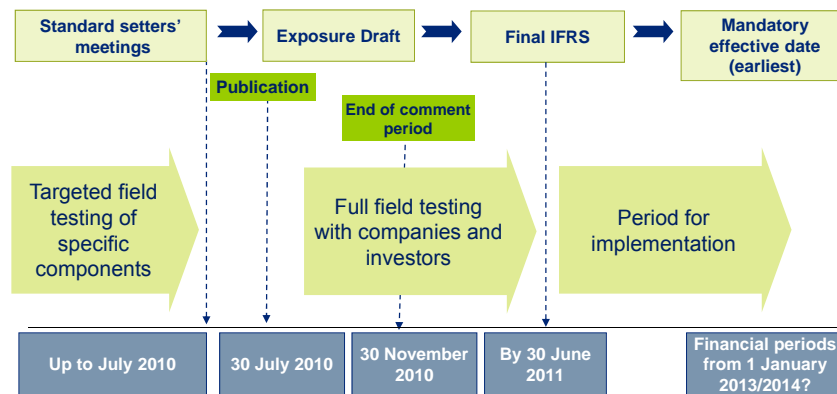 Standard setters'
meetings
Exposure Draft
Final IFRS
Mandatory
effective date
(earliest)
Publication
End of comment
period
Targeted field
testing of
specific
components
Full field testing
with companies and
investors
Period for
implementation
Up to July 2010
30 July 2010
30 November
2010
By 30 June
2011
Financial periods
from 1 January
2013/2014?